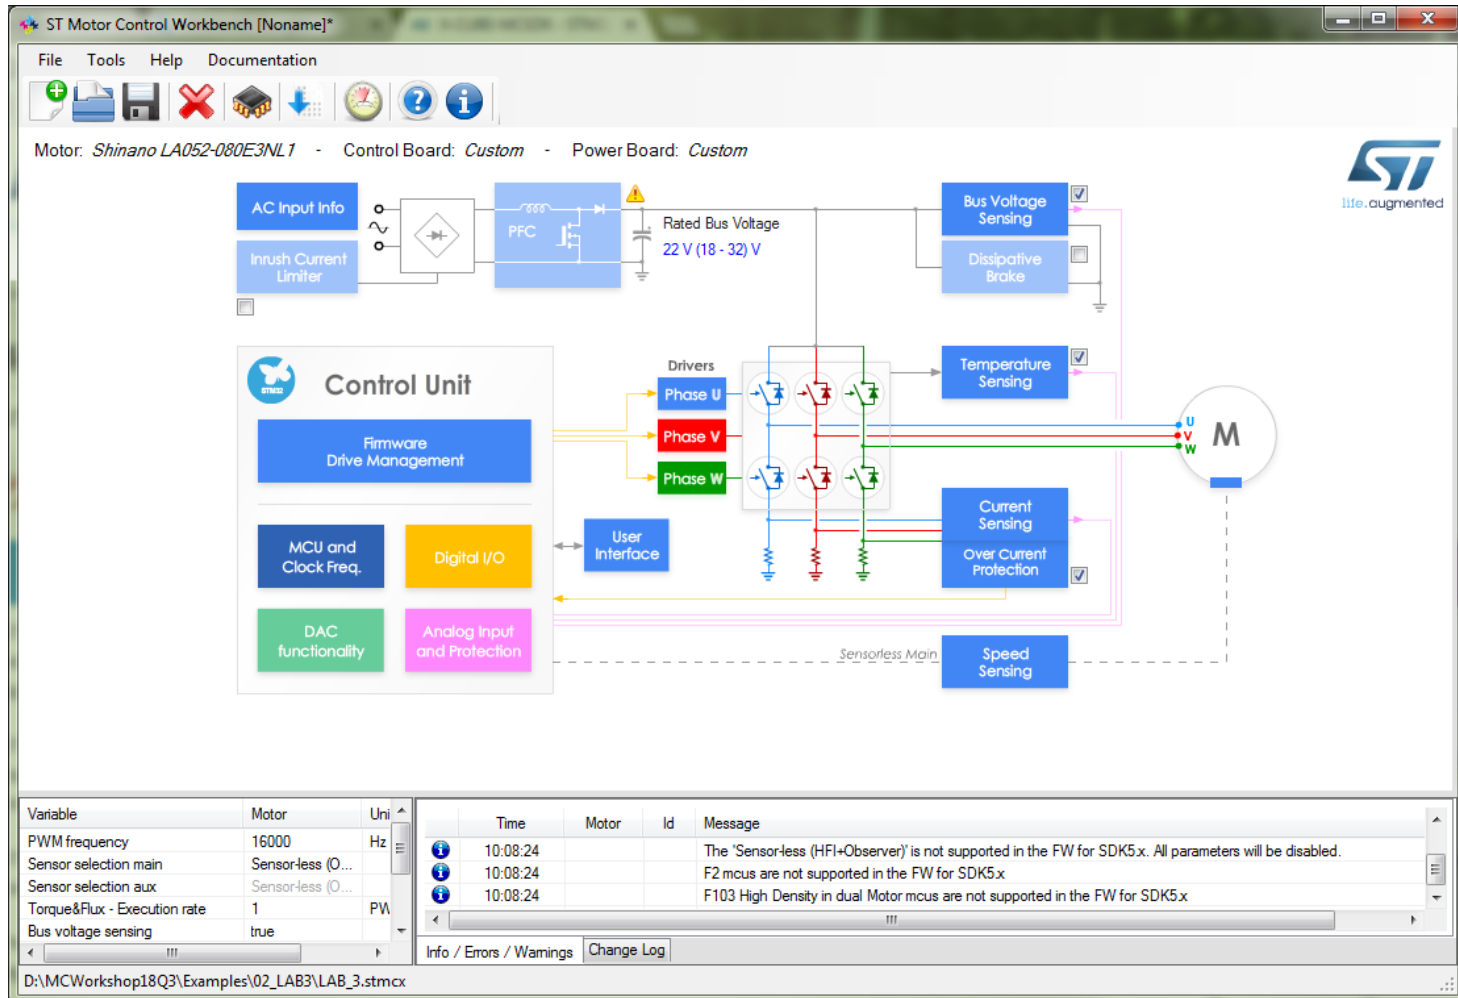 ST Motor Control Workbench [Noname]*
File Tools Help Documentation
Motor: Shinano LA052-080E3NL1 - Control Board: Custom - Power Board: Custom
ST
life.augmented
AC Input Info
Inrush Current
Limiter
PFC
Rated Bus Voltage
22 V (18 - 32) V
Bus Voltage
Sensing
Dissipative
Brake
STM32
Control Unit
Firmware
Drive Management
MCU and
Clock Freq.
Digital I/O
DAC
functionality
Analog Input
and Protection
User
Interface
Drivers
Phase U
Phase V
Phase W
Temperature
Sensing
U
V
W
M
Current
Sensing
Over Current
Protection
Sensorless Main
Speed
Sensing
Variable Motor Uni
PWM frequency 16000 Hz
Sensor selection main Sensor-less (O...
Sensor selection aux Sensor-less (O...
Torque&Flux - Execution rate 1 PW
Bus voltage sensing true
Time Motor Id Message
10:08:24 The 'Sensor-less (HFI+Observer)' is not supported in the FW for SDK5.x. All parameters will be disabled.
10:08:24 F2 mcus are not supported in the FW for SDK5.x
10:08:24 F103 High Density in dual Motor mcus are not supported in the FW for SDK5.x
Info / Errors / Warnings Change Log
D:\MCWorkshop18Q3\Examples\02_LAB3\LAB_3.stmcx